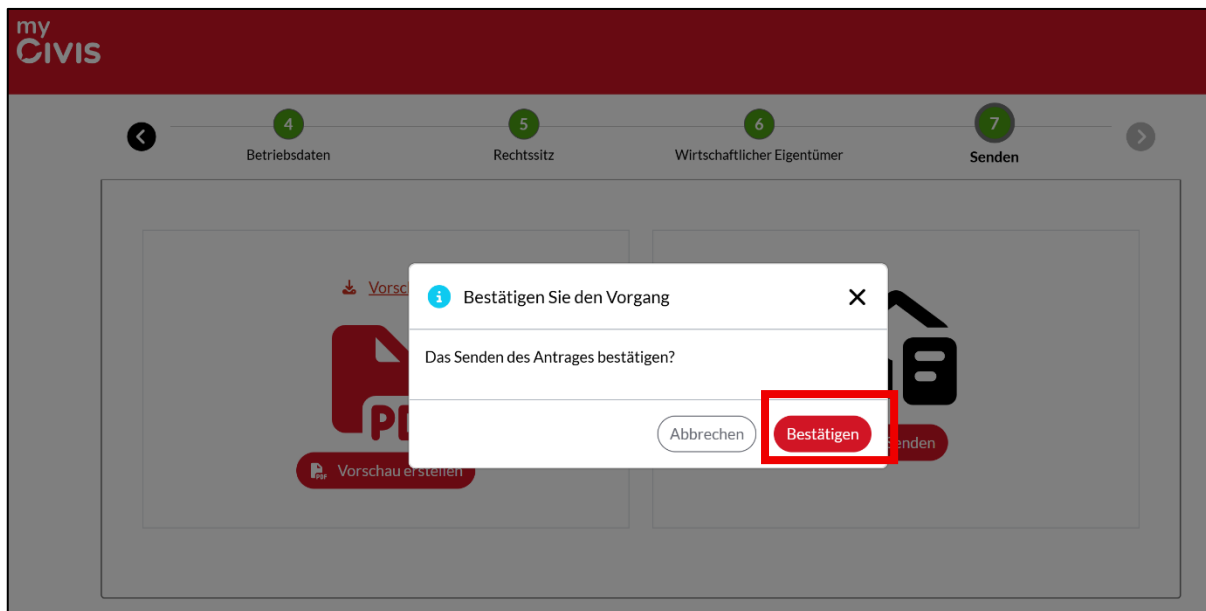 my
CIVIS
4
5
6
7
Betriebsdaten
Rechtssitz
Wirtschaftlicher Eigentümer
Senden
Bestätigen Sie den Vorgang
Das Senden des Antrages bestätigen?
Abbrechen
Bestätigen
PDF
Vorschau erstellen